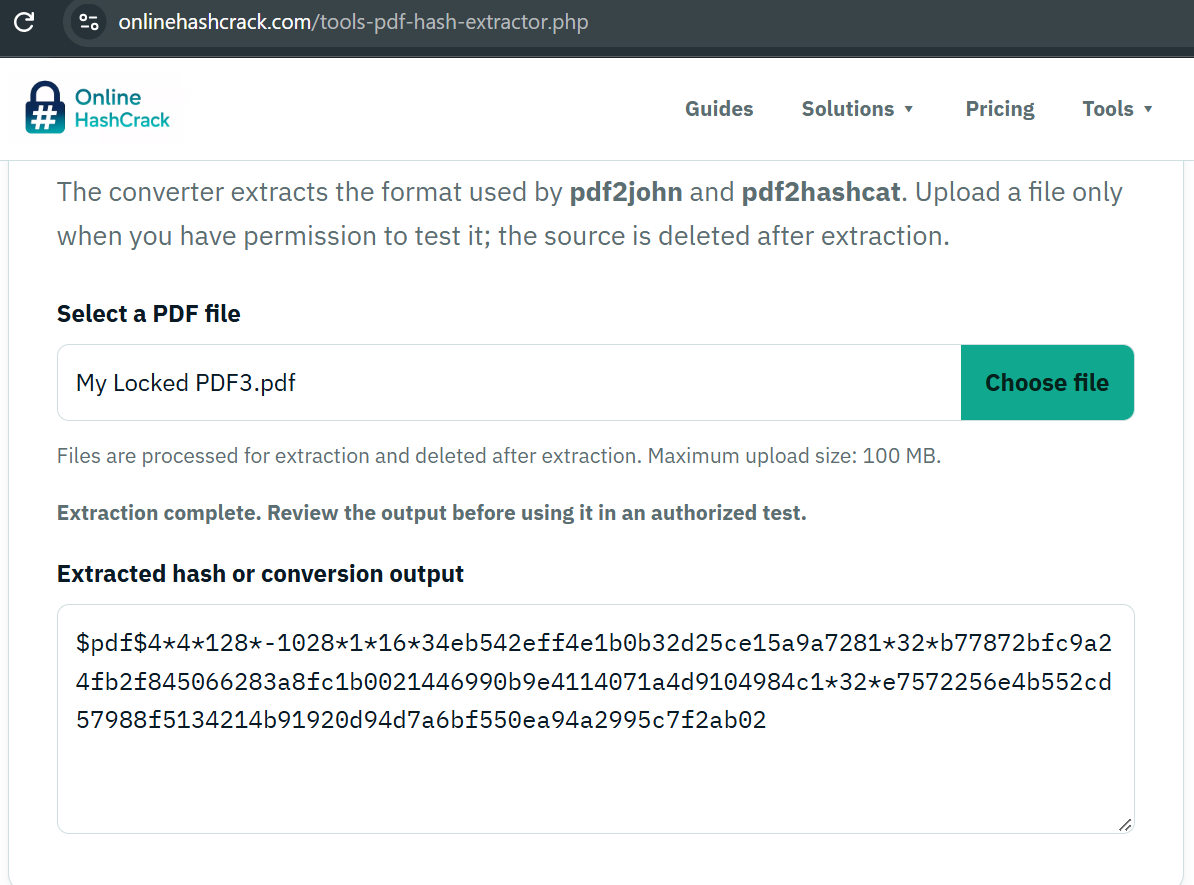 onlinehashcrack.com/tools-pdf-hash-extractor.php
Online
HashCrack
#
Guides
Solutions ▼
Pricing
Tools ▼
The converter extracts the format used by pdf2john and pdf2hashcat. Upload a file only
when you have permission to test it; the source is deleted after extraction.
Select a PDF file
My Locked PDF3.pdf
Choose file
Files are processed for extraction and deleted after extraction. Maximum upload size: 100 MB.
Extraction complete. Review the output before using it in an authorized test.
Extracted hash or conversion output
$pdf$4*4*128*-1028*1*16*34eb542eff4e1b0b32d25ce15a9a7281*32*b77872bfc9a2
4fb2f845066283a8fc1b0021446990b9e4114071a4d9104984c1*32*e7572256e4b552cd
57988f5134214b91920d94d7a6bf550ea94a2995c7f2ab02